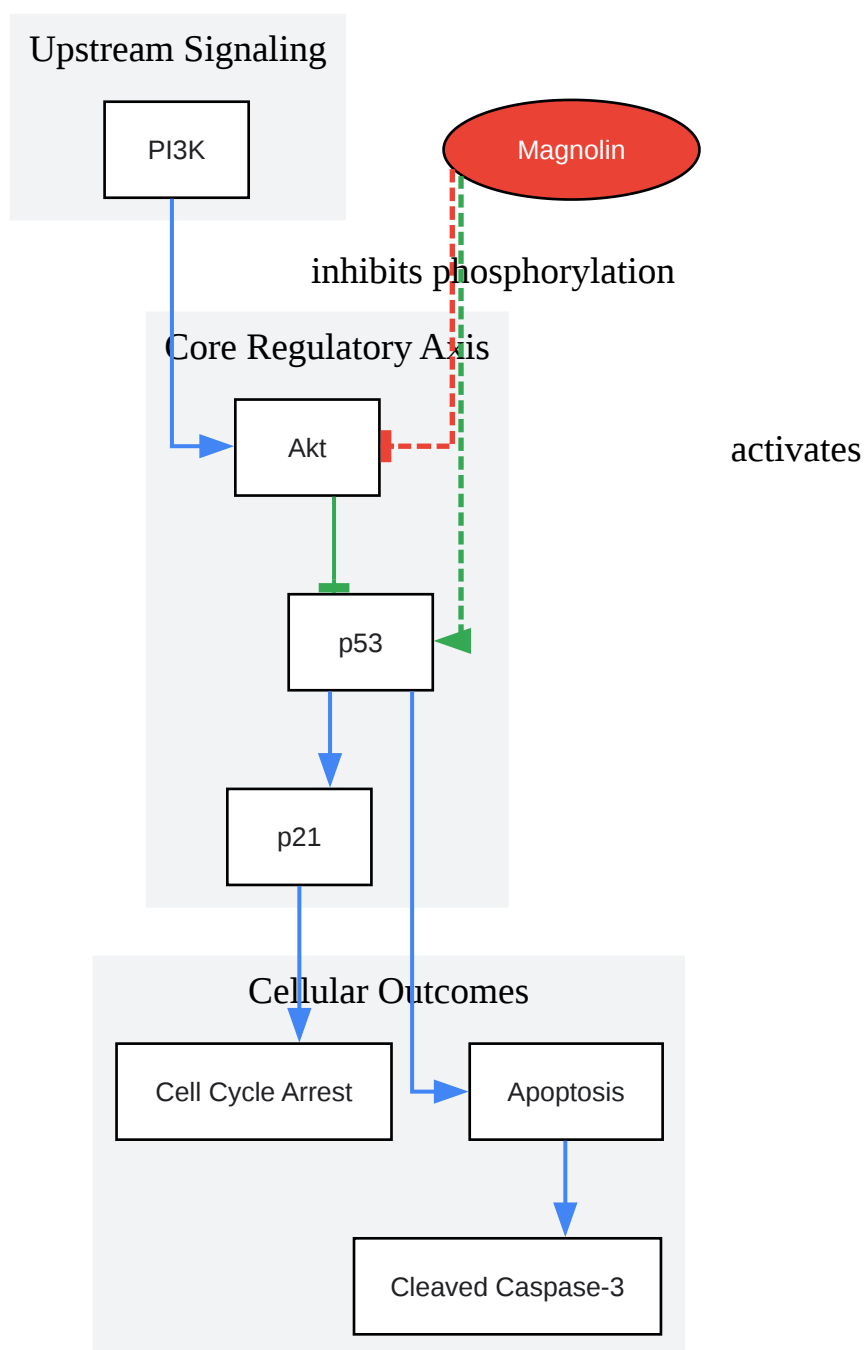 Upstream Signaling
PI3K
Magnolin
inhibits phosphorylation
Core Regulatory Axis
Akt
activates
p53
p21
Cellular Outcomes
Cell Cycle Arrest
Apoptosis
Cleaved Caspase-3